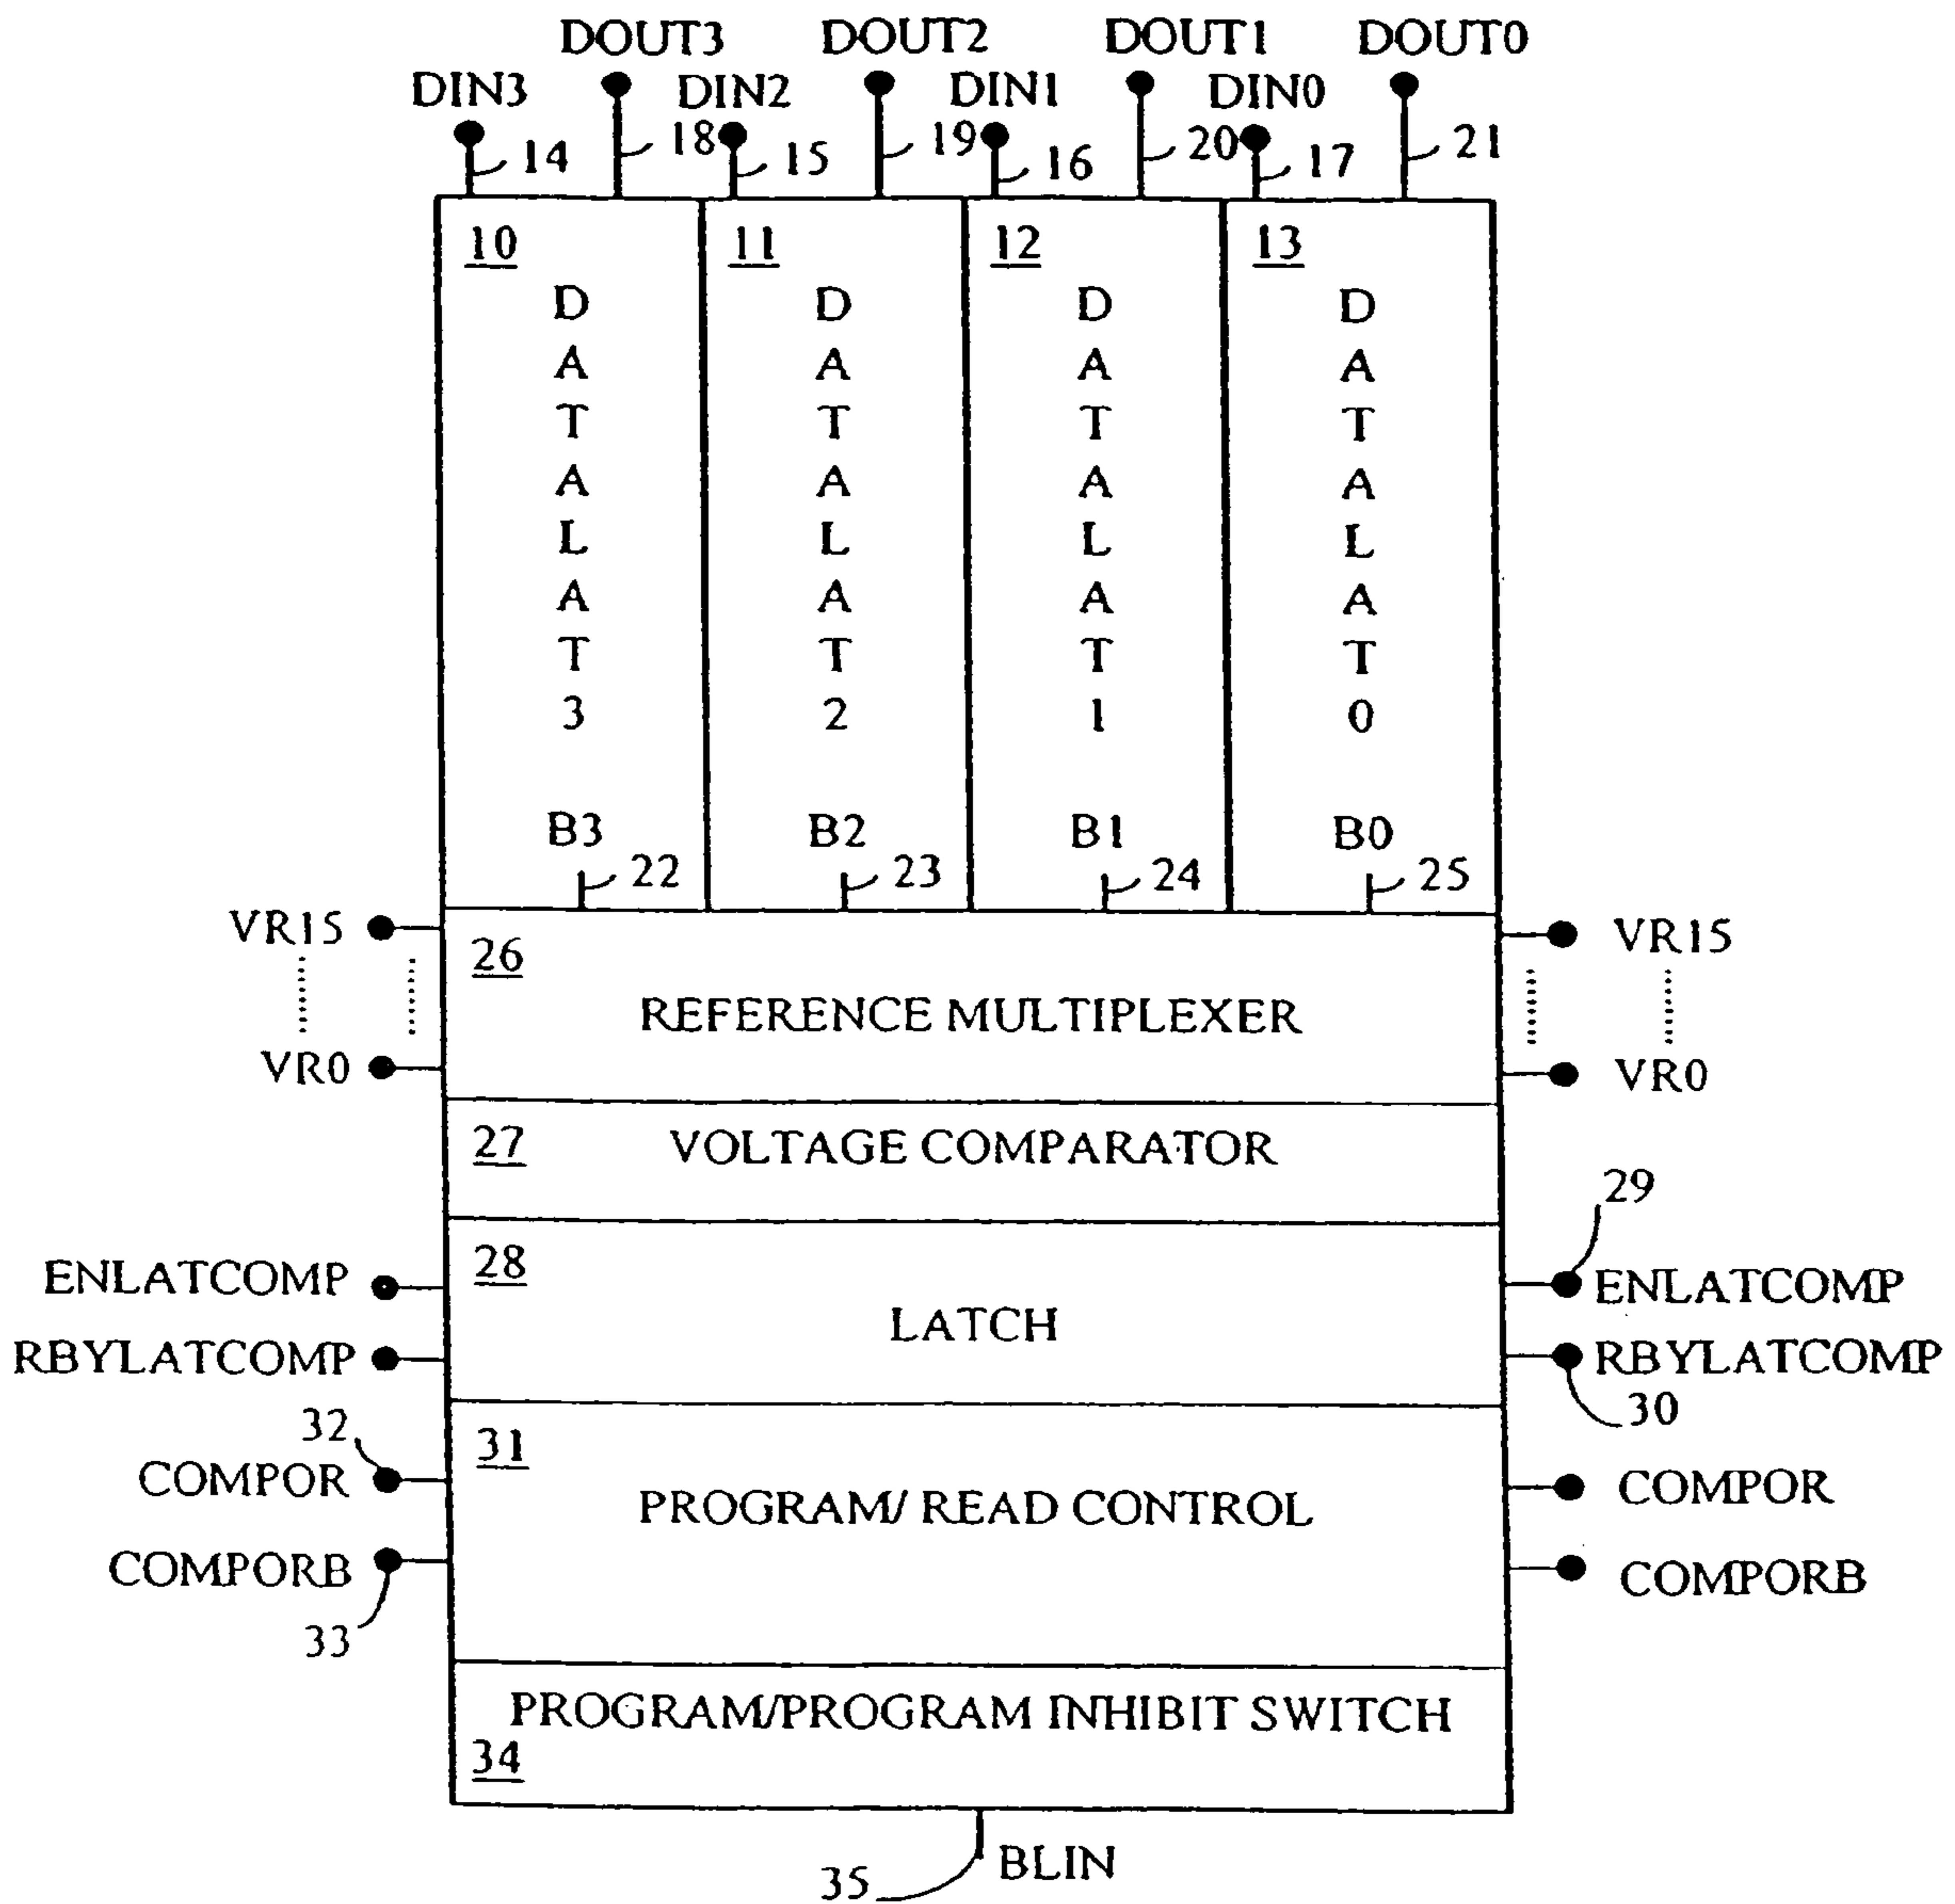 DOUT3 DOUT2 DOUT1 DOUT0
DIN3 DIN2 DIN1 DIN0
14 18 15 19 16 20 17 21
10 11 12 13
DATALAT3 DATALAT2 DATALAT1 DATALAT0
B3 B2 B1 B0
22 23 24 25
VR15 VR15
26
REFERENCE MULTIPLEXER
VR0 VR0
27 VOLTAGE COMPARATOR
29
28
ENLATCOMP ENLATCOMP
LATCH
RBYLATCOMP RBYLATCOMP
32 30
31
COMPOR COMPOR
PROGRAM/ READ CONTROL
COMPORB COMPORB
33
PROGRAM/PROGRAM INHIBIT SWITCH
34
35 BLIN